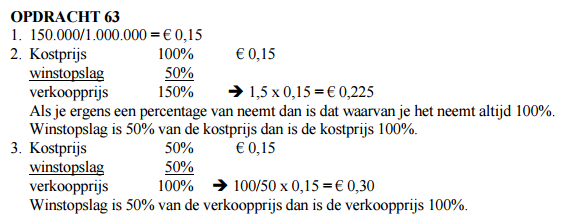 OPDRACHT 63
1. 150.000/1.000.000 = € 0,15
2. Kostprijs 100% € 0,15
winstopslag 50%
verkoopprijs 150% ➔ 1,5 x 0,15 = € 0,225
Als je ergens een percentage van neemt dan is dat waarvan je het neemt altijd 100%.
Winstopslag is 50% van de kostprijs dan is de kostprijs 100%.
3. Kostprijs 50% € 0,15
winstopslag 50%
verkoopprijs 100% ➔ 100/50 x 0,15 = € 0,30
Winstopslag is 50% van de verkoopprijs dan is de verkoopprijs 100%.